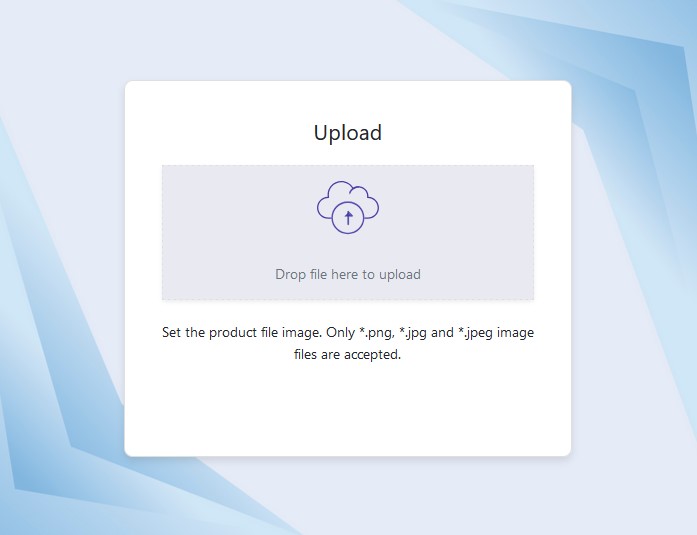 Upload
Drop file here to upload
Set the product file image. Only *.png, *.jpg and *.jpeg image
files are accepted.